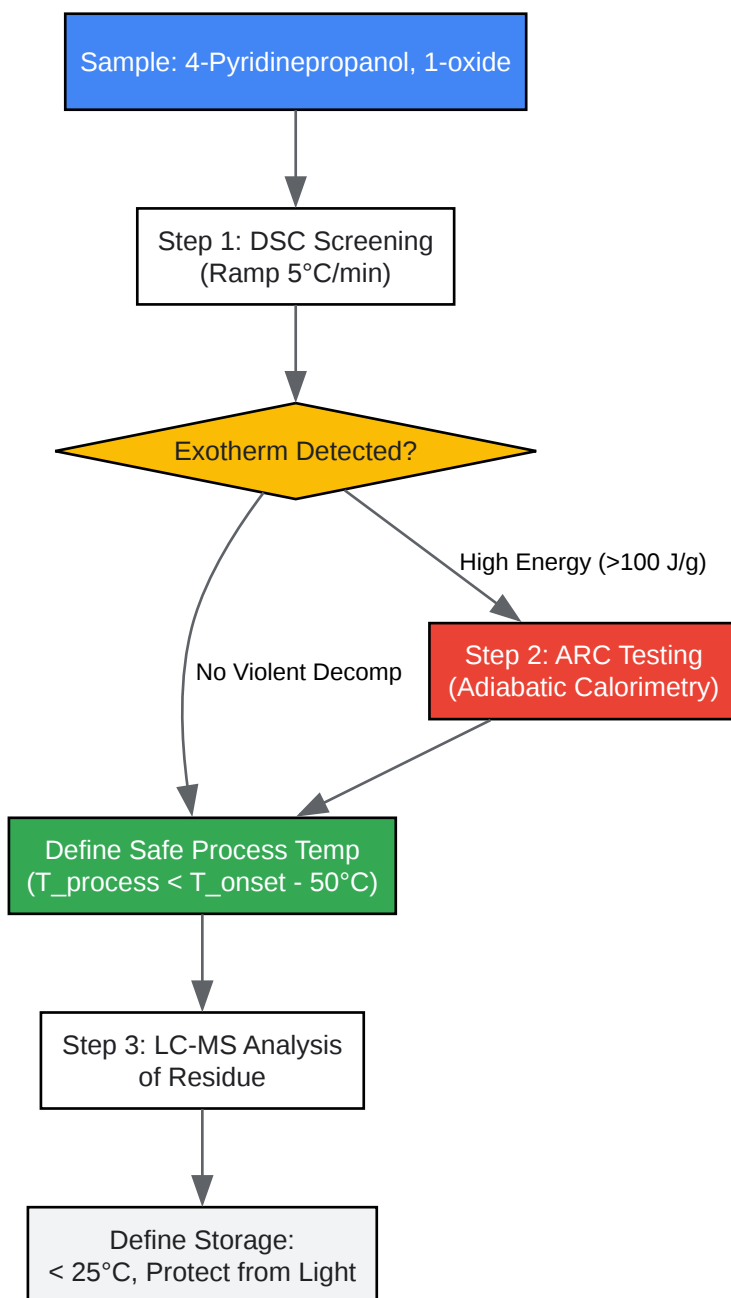 Sample: 4-Pyridinepropanol, 1-oxide
Step 1: DSC Screening
(Ramp 5°C/min)
Exotherm Detected?
High Energy (>100 J/g)
No Violent Decomp
Step 2: ARC Testing
(Adiabatic Calorimetry)
Define Safe Process Temp
(T_process < T_onset - 50°C)
Step 3: LC-MS Analysis
of Residue
Define Storage:
< 25°C, Protect from Light